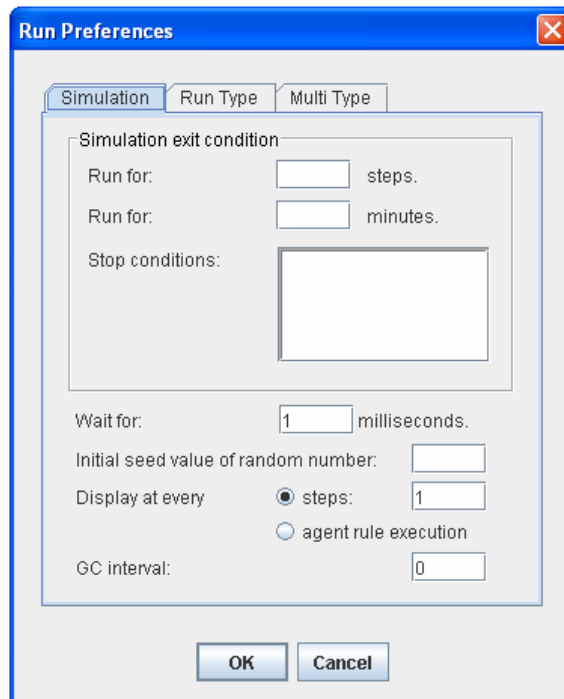 Run Preferences
Simulation Run Type Multi Type
Simulation exit condition
Run for: steps.
Run for: minutes.
Stop conditions:
Wait for: 1 milliseconds.
Initial seed value of random number:
Display at every steps: 1
agent rule execution
GC interval: 0
OK Cancel